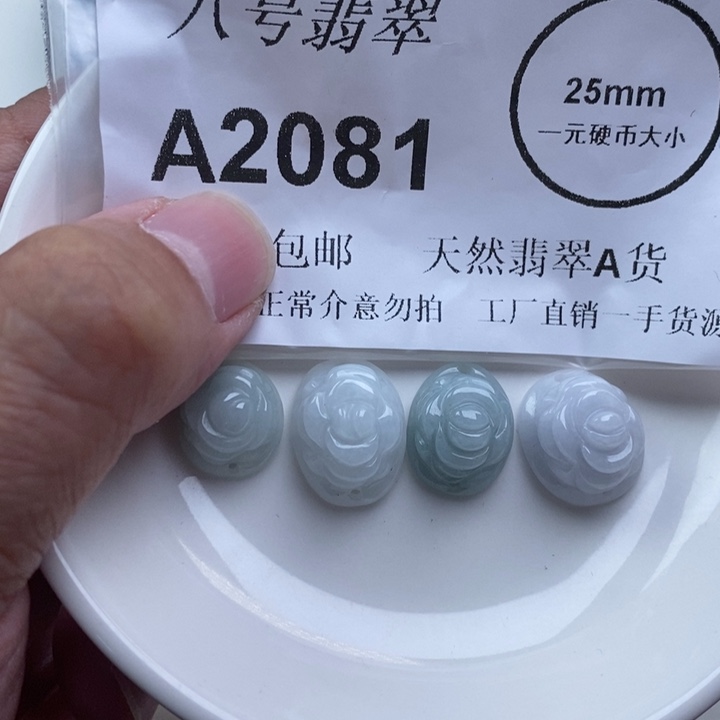 八号翡翠
25mm
一元硬币大小
A2081
包邮 天然翡翠A货
正常介意勿拍 工厂直销一手货源